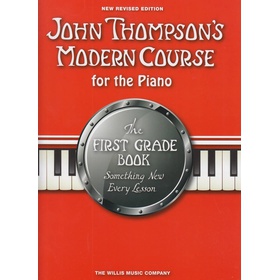 NEW REVISED EDITION
JOHN THOMPSON'S
MODERN COURSE
for the PIANO
The
FIRST GRADE
BOOK
Something New
Every Lesson
THE WILLIS MUSIC COMPANY